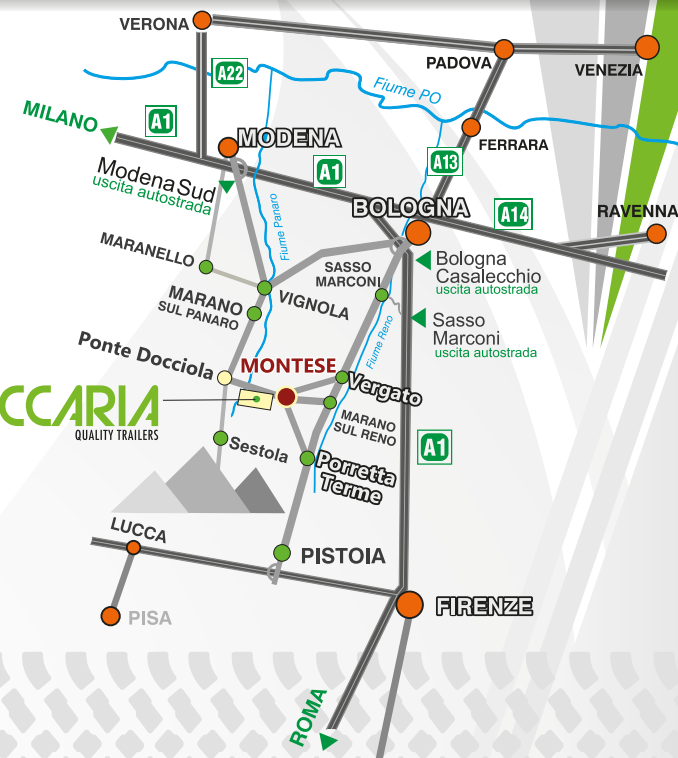 VERONA
PADOVA
VENEZIA
A22
Fiume PO
MILANO
A1
MODENA
FERRARA
A13
A1
Modena Sud
uscita autostrada
BOLOGNA
A14
RAVENNA
Fiume Panaro
MARANELLO
SASSO
MARCONI
Bologna
Casalecchio
uscita autostrada
VIGNOLA
MARANO
SUL PANARO
Sasso
Marconi
uscita autostrada
Fiume Reno
Ponte Docciola
MONTESE
Vergato
CCARIA
QUALITY TRAILERS
MARANO
SUL RENO
A1
Sestola
Porretta
Terme
LUCCA
PISTOIA
PISA
FIRENZE
ROMA